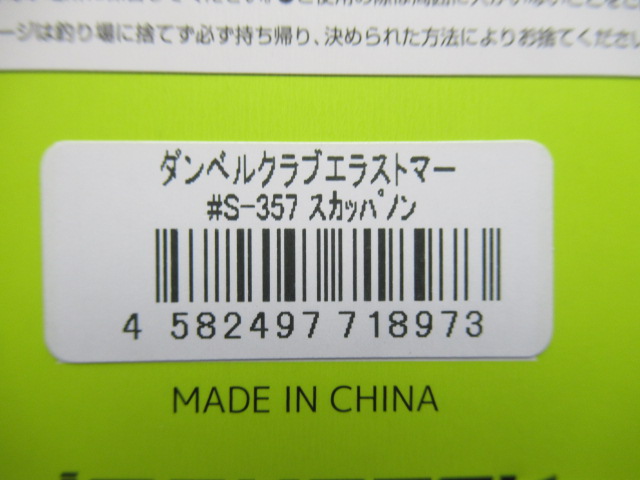 ージは釣り場に捨てず必ず持ち帰り、決められた方法によりお捨てください
ダンベルクラブエラストマー
#S-357 スカッパノン
4 582497 718973
MADE IN CHINA